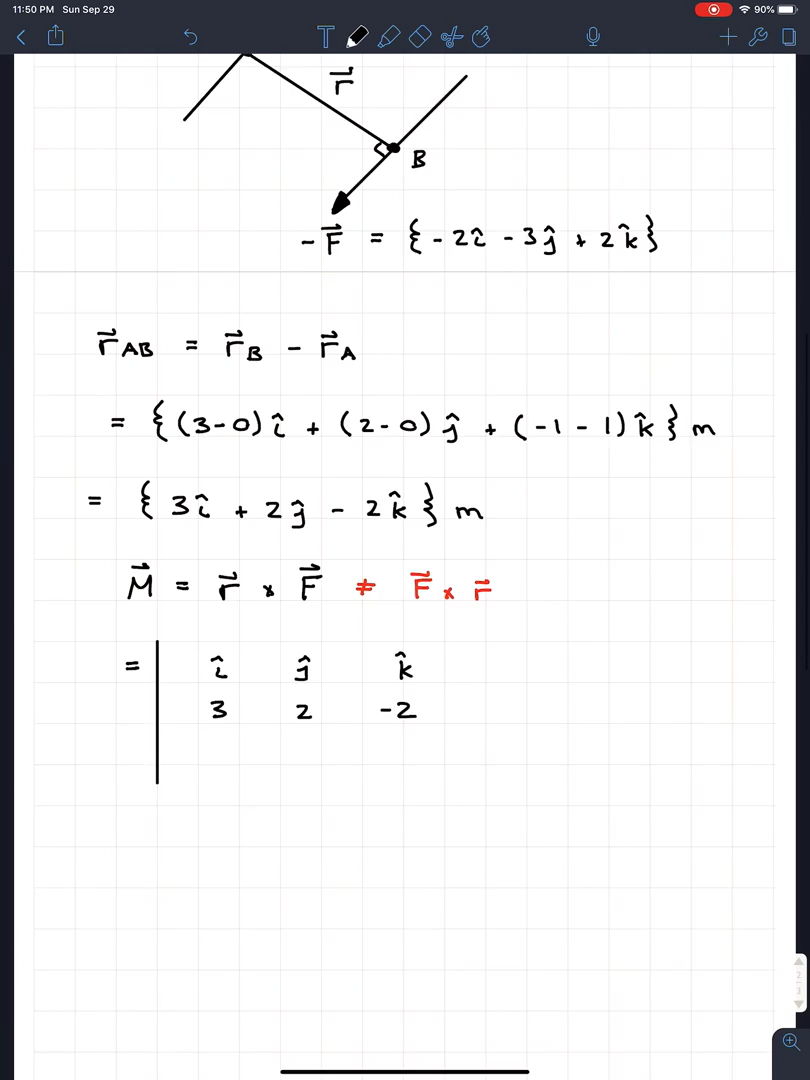 11:50 PM Sun Sep 29 90%
T
r⃗
B
-F⃗ = {-2î - 3ĵ + 2k̂}
r⃗AB = r⃗B - r⃗A
= {(3-0)î + (2-0)ĵ + (-1-1)k̂} m
= {3î + 2ĵ - 2k̂} m
M⃗ = r⃗ × F⃗ ≠ F⃗ × r⃗
= | î ĵ k̂
3 2 -2